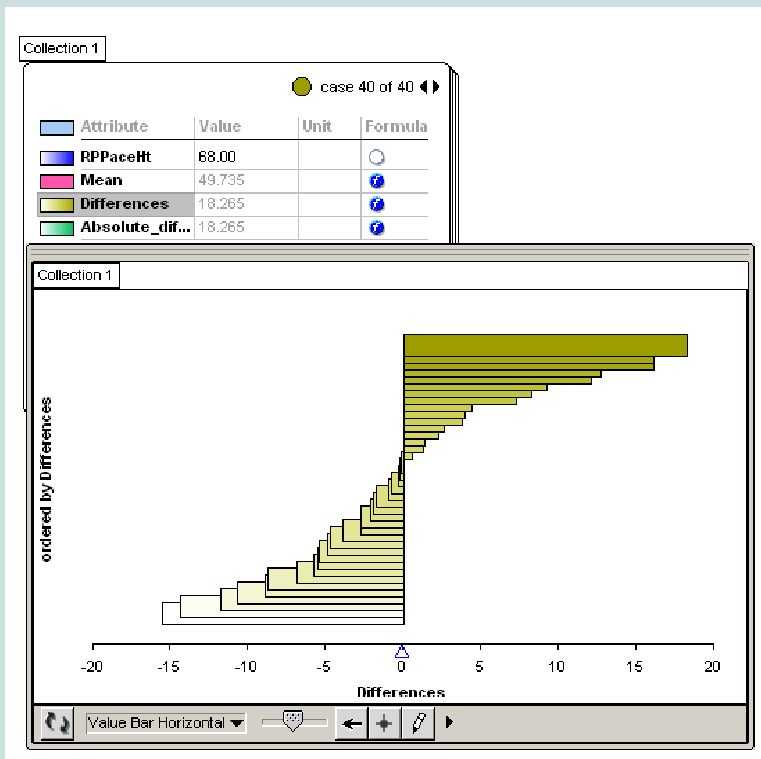 Collection 1
case 40 of 40
Attribute Value Unit Formula
RPPaceHt 68.00
Mean 49.735
Differences 18.265
Absolute_dif... 18.265
Collection 1
ordered by Differences
-20 -15 -10 -5 0 5 10 15 20
Differences
Value Bar Horizontal